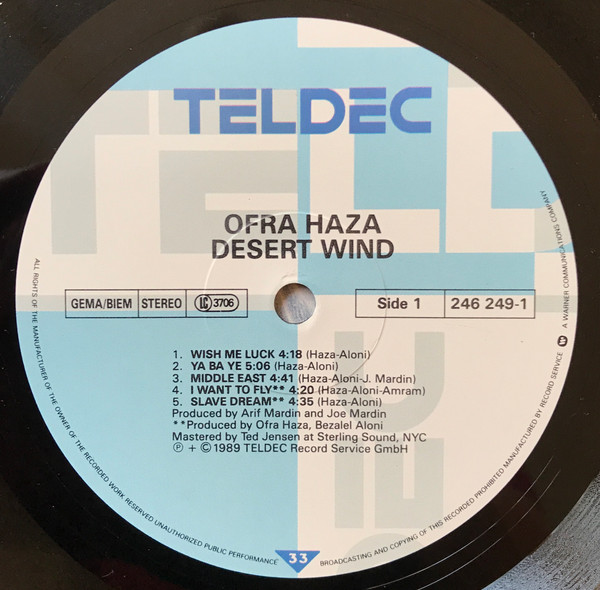 TELDEC
OFRA HAZA
DESERT WIND
GEMA/BIEM STEREO LC 3706
Side 1 246 249-1
1. WISH ME LUCK 4:18 (Haza-Aloni)
2. YA BA YE 5:06 (Haza-Aloni)
3. MIDDLE EAST 4:41 (Haza-Aloni-J. Mardin)
4. I WANT TO FLY** 4:20 (Haza-Aloni-Amram)
5. SLAVE DREAM** 4:35 (Haza-Aloni)
Produced by Arif Mardin and Joe Mardin
**Produced by Ofra Haza, Bezalel Aloni
Mastered by Ted Jensen at Sterling Sound, NYC
Ⓟ + © 1989 TELDEC Record Service GmbH
ALL RIGHTS OF THE MANUFACTURER OF THE OWNER OF THE RECORDED WORK RESERVED UNAUTHORIZED PUBLIC PERFORMANCE
33
BROADCASTING AND COPYING OF THIS RECORD PROHIBITED MANUFACTURED BY RECORD SERVICE
A WARNER COMMUNICATIONS COMPANY